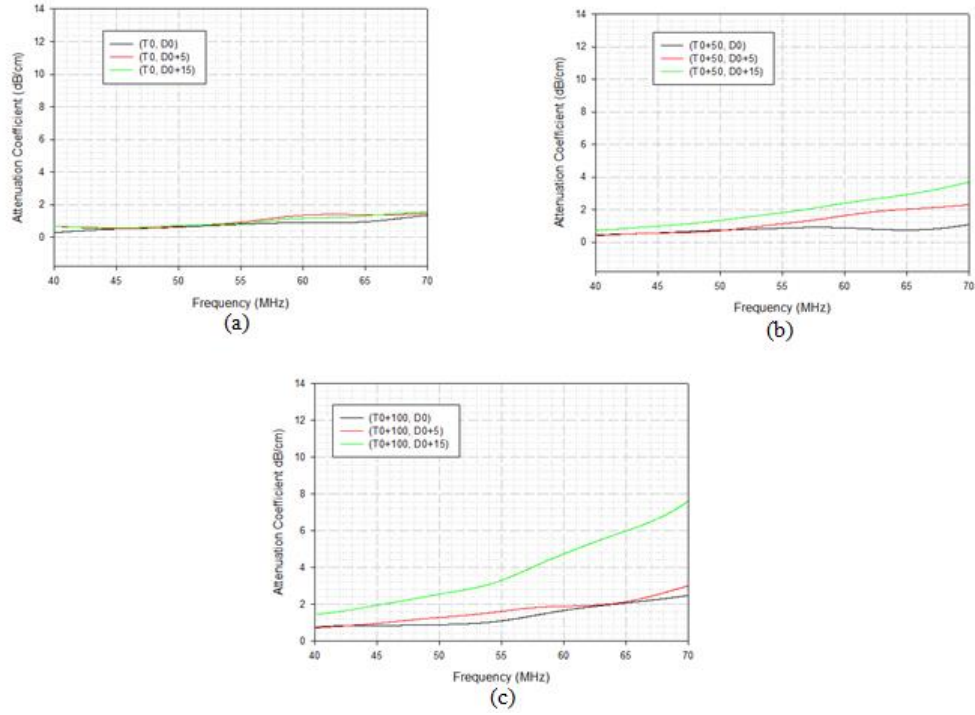 14
12
10
8
6
4
2
0
Attenuation Coefficient (dB/cm)
(T0, D0)
(T0, D0+5)
(T0, D0+15)
40 45 50 55 60 65 70
Frequency (MHz)
(a)
14
12
10
8
6
4
2
0
Attenuation Coefficient (dB/cm)
(T0+50, D0)
(T0+50, D0+5)
(T0+50, D0+15)
40 45 50 55 60 65 70
Frequency (MHz)
(b)
14
12
10
8
6
4
2
0
Attenuation Coefficient dB/cm)
(T0+100, D0)
(T0+100, D0+5)
(T0+100, D0+15)
40 45 50 55 60 65 70
Frequency (MHz)
(c)